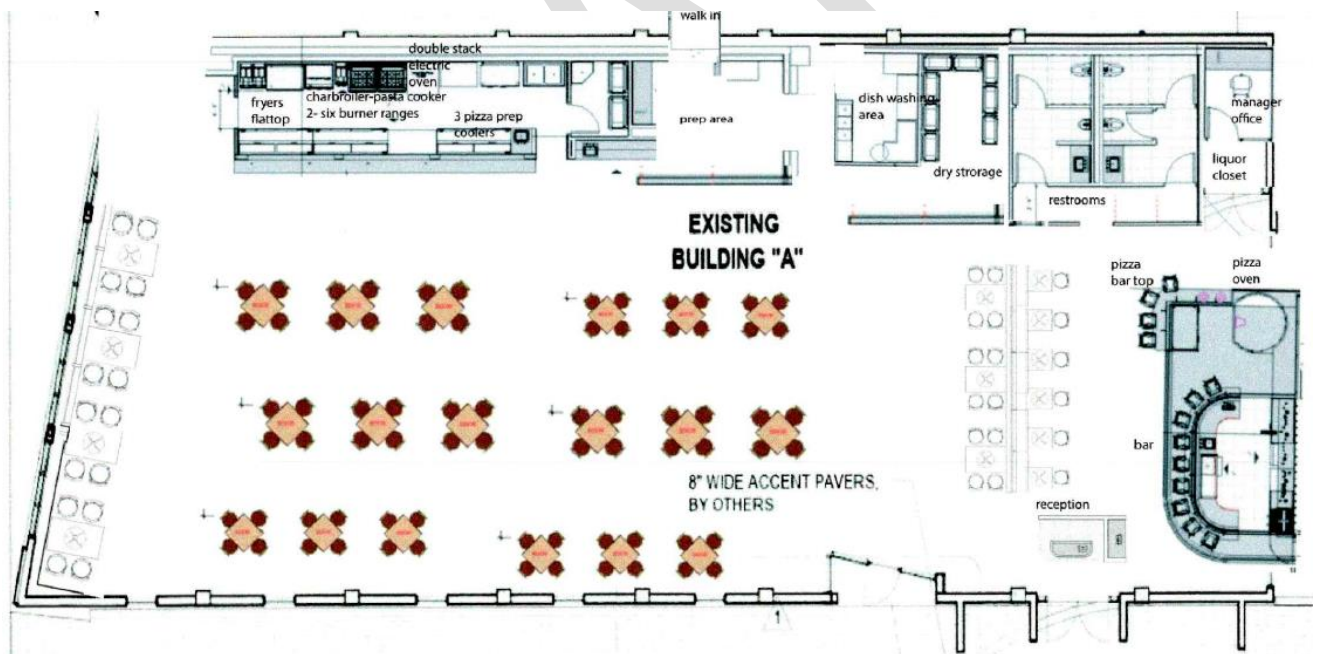 walk in
double stack
electric
oven
fryers
flattop
charbroiler-pasta cooker
2- six burner ranges
3 pizza prep
coolers
prep area
dish washing
area
dry strorage
manager
office
liquor
closet
restrooms
EXISTING
BUILDING "A"
pizza
bar top
pizza
oven
bar
8" WIDE ACCENT PAVERS,
BY OTHERS
reception
1